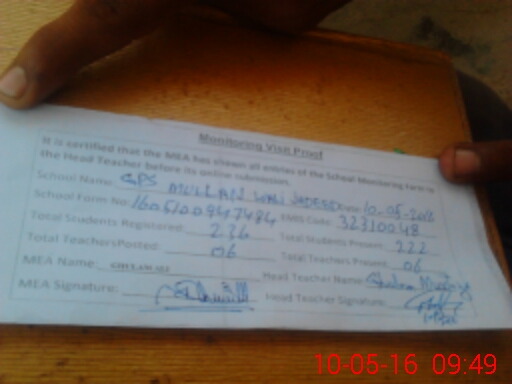 Monitoring Visit Proof
It is certified that the MEA has shown all entries of the School Monitoring Form to
the Head Teacher before its online submission.
School Name: GPS MULLAN WALI Date: 10-05-2016
School Form No: EMIS Code: 32310048
Total Students Registered: 236 Total Students Present: 222
Total Teachers Posted: 06 Total Teachers Present: 06
MEA Name: Head Teacher Name: Ghulam
MEA Signature: Head Teacher Signature:
10-05-16 09:49